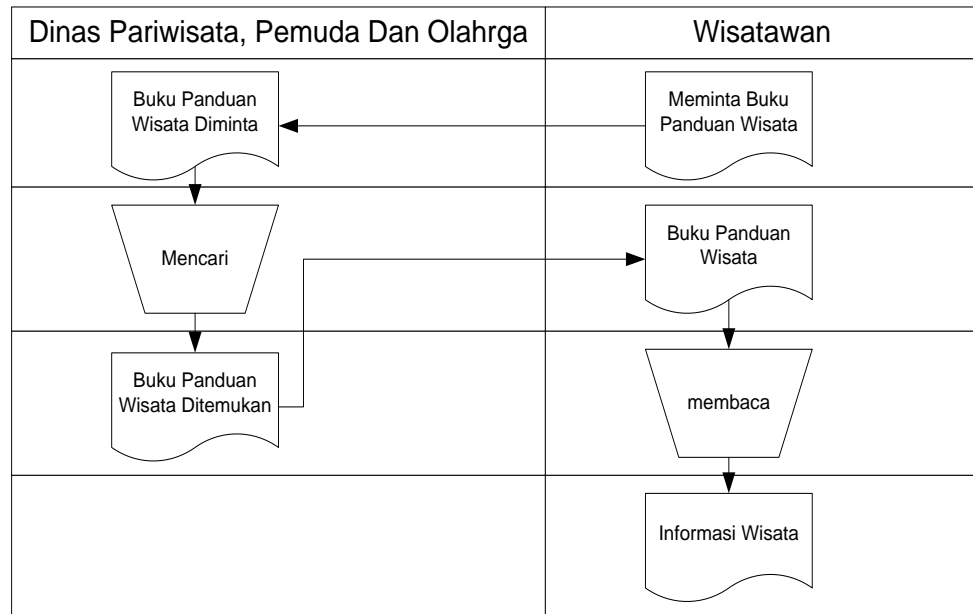 Dinas Pariwisata, Pemuda Dan Olahrga
Wisatawan
Buku Panduan
Wisata Diminta
Meminta Buku
Panduan Wisata
Mencari
Buku Panduan
Wisata
Buku Panduan
Wisata Ditemukan
membaca
Informasi Wisata